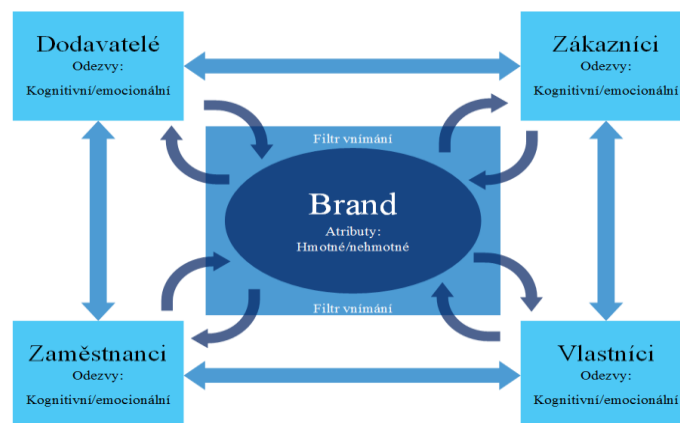 Dodavatelé
Odezvy:
Kognitivní/emocionální
Zákazníci
Odezvy:
Kognitivní/emocionální
Filtr vnímání
Brand
Atributy:
Hmotné/nehmotné
Filtr vnímání
Zaměstnanci
Odezvy:
Kognitivní/emocionální
Vlastníci
Odezvy:
Kognitivní/emocionální